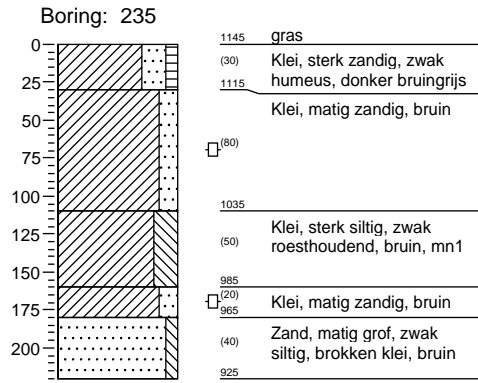 Boring: 235
0
25
50
75
100
125
150
175
200
1145 gras
(30) Klei, sterk zandig, zwak
humeus, donker bruingrijs
1115
Klei, matig zandig, bruin
(80)
1035
Klei, sterk siltig, zwak
(50) roesthoudend, bruin, mn1
985
(20) Klei, matig zandig, bruin
965
Zand, matig grof, zwak
(40) siltig, brokken klei, bruin
925